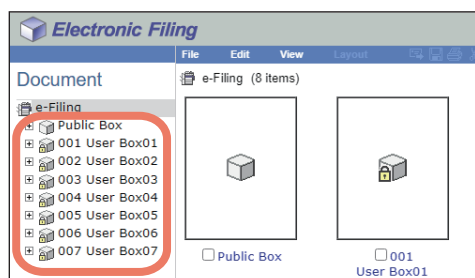 Electronic Filing
File Edit View Layout
Document
e-Filing (8 items)
e-Filing
Public Box
001 User Box01
002 User Box02
003 User Box03
004 User Box04
005 User Box05
006 User Box06
007 User Box07
Public Box
001
User Box01